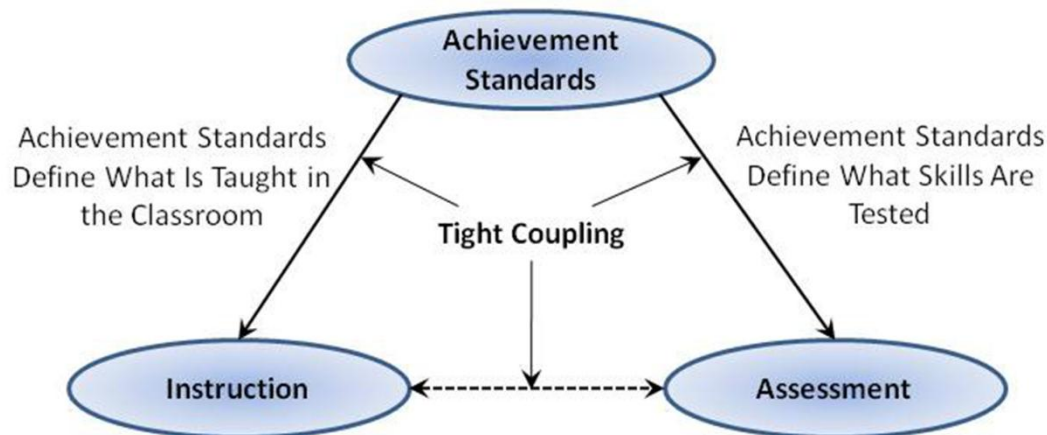 Achievement
Standards
Achievement Standards
Define What Is Taught in
the Classroom
Achievement Standards
Define What Skills Are
Tested
Tight Coupling
Instruction
Assessment